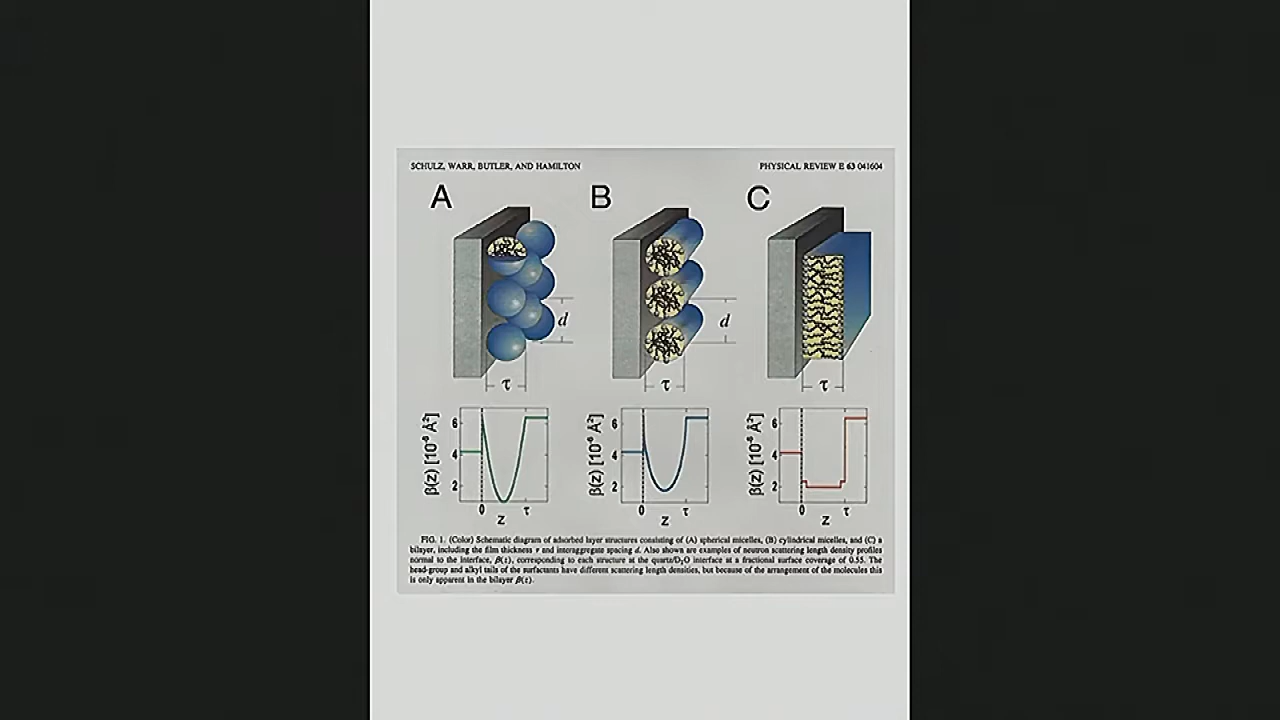 SCHULZ, WARR, BUTLER, AND HAMILTON PHYSICAL REVIEW E 63 041604
A B C
d d
τ τ τ
β(z) [10⁻⁶ Å⁻²] β(z) [10⁻⁶ Å⁻²] β(z) [10⁻⁶ Å⁻²]
6 6 6
4 4 4
2 2 2
0 τ 0 τ 0 τ
z z z
FIG. 1. (Color) Schematic diagram of adsorbed layer structures consisting of (A) spherical micelles, (B) cylindrical micelles, and (C) a
bilayer, including the film thickness τ and interaggregate spacing d. Also shown are examples of neutron scattering length density profiles
normal to the interface, β(z), corresponding to each structure at the quartz/D₂O interface at a fractional surface coverage of 0.55. The
head-group and alkyl tails of the surfactants have different scattering length densities, but because of the arrangement of the molecules this
is only apparent in the bilayer β(z).